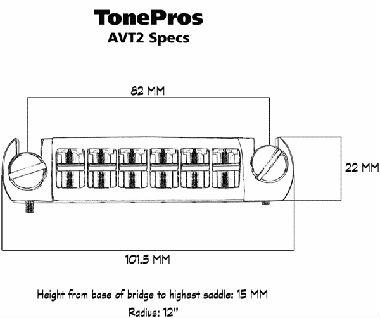 TonePros
AVT2 Specs
82 MM
22 MM
101.5 MM
Height from base of bridge to highest saddle: 15 MM
Radius: 12"